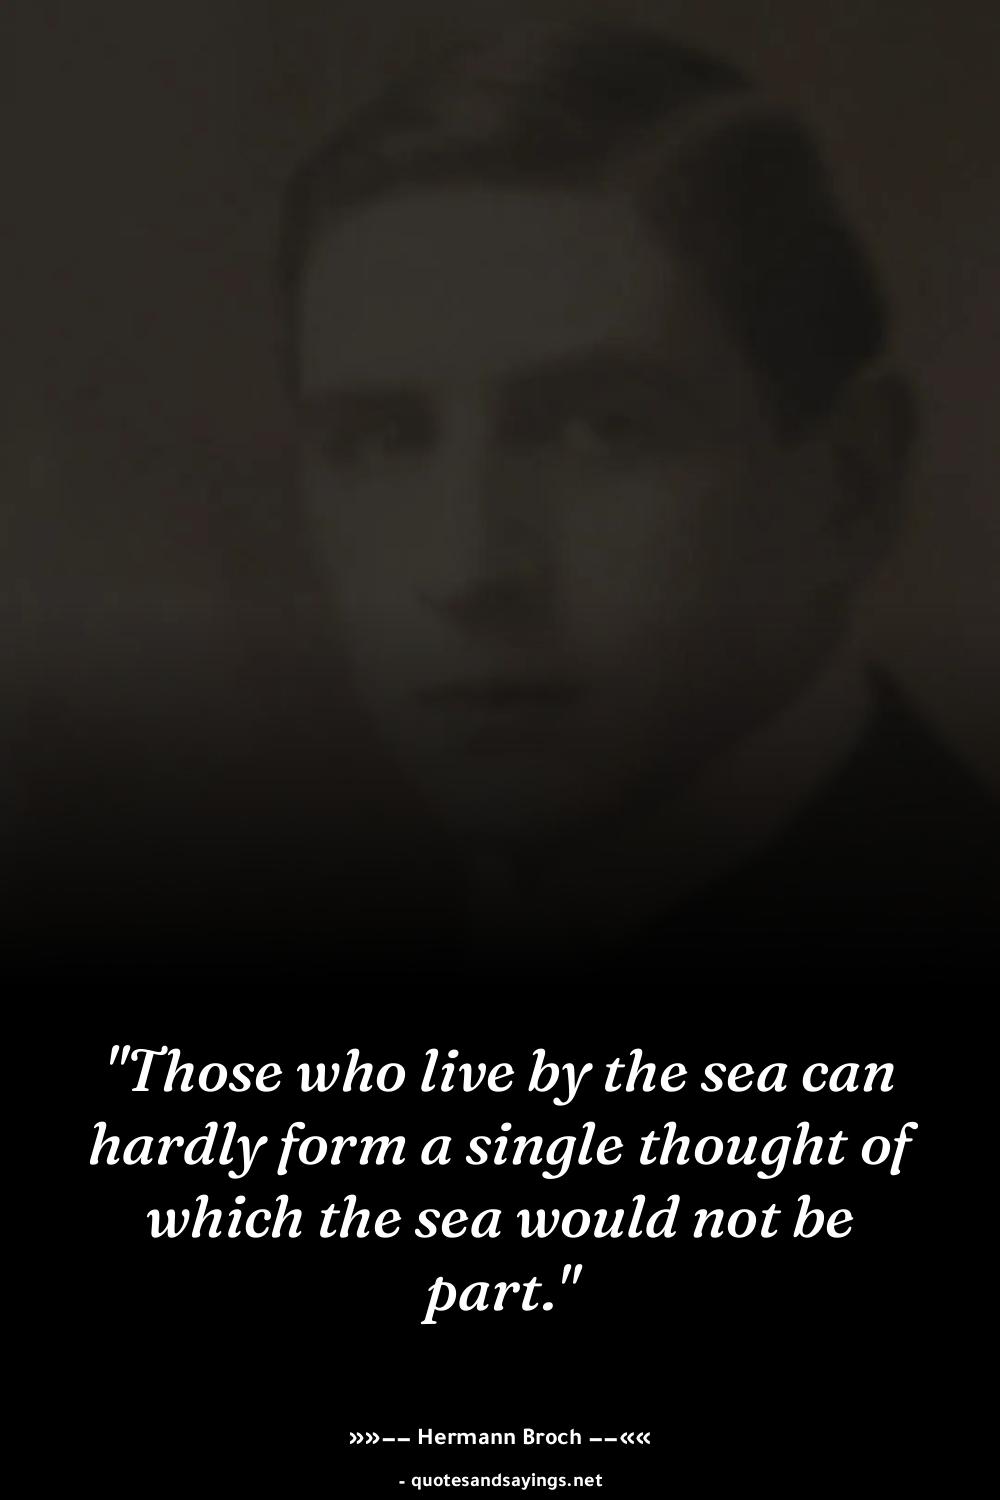 "Those who live by the sea can
hardly form a single thought of
which the sea would not be
part."
»»–– Hermann Broch ––««
- quotesandsayings.net